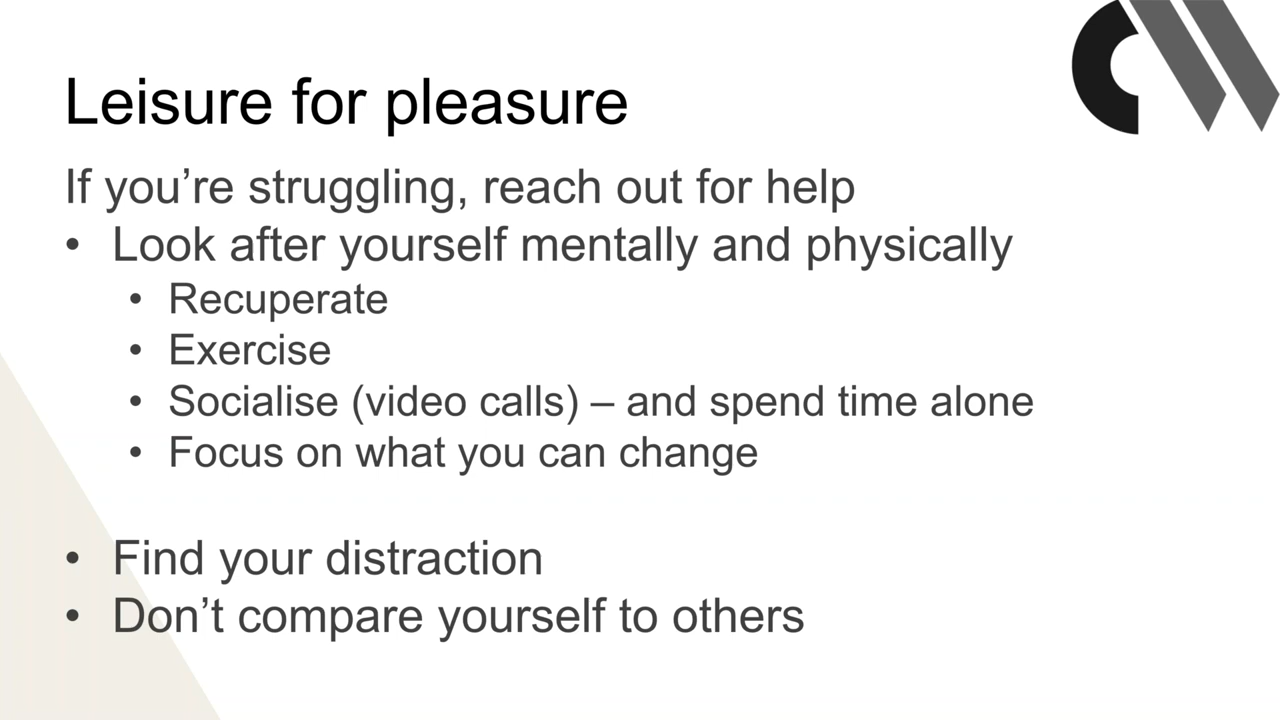 Leisure for pleasure
If you’re struggling, reach out for help
• Look after yourself mentally and physically
• Recuperate
• Exercise
• Socialise (video calls) – and spend time alone
• Focus on what you can change
• Find your distraction
• Don’t compare yourself to others